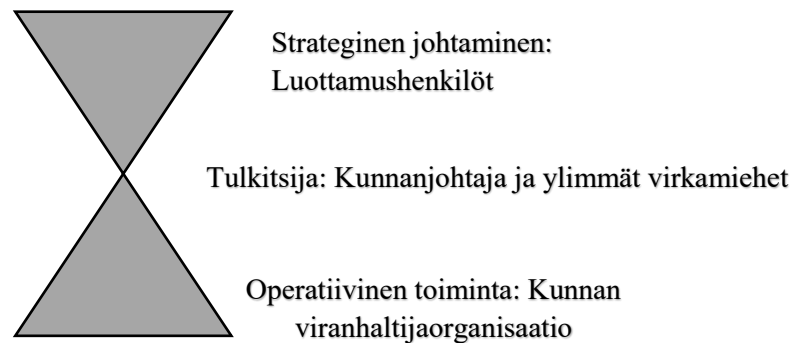 Strateginen johtaminen:
Luottamushenkilöt
Tulkitsija: Kunnanjohtaja ja ylimmät virkamiehet
Operatiivinen toiminta: Kunnan
viranhaltijaorganisaatio